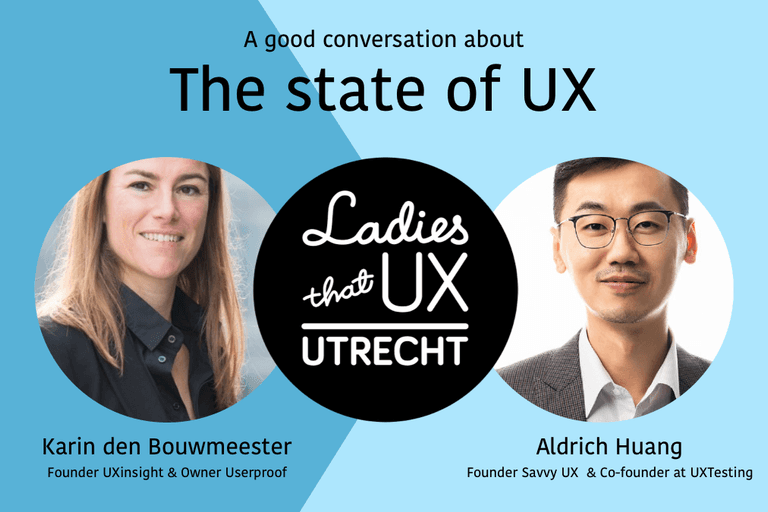 A good conversation about
The state of UX
Ladies
that UX
UTRECHT
Karin den Bouwmeester
Founder UXinsight & Owner Userproof
Aldrich Huang
Founder Savvy UX & Co-founder at UXTesting